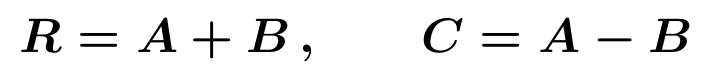 R = A + B ,   C = A − B